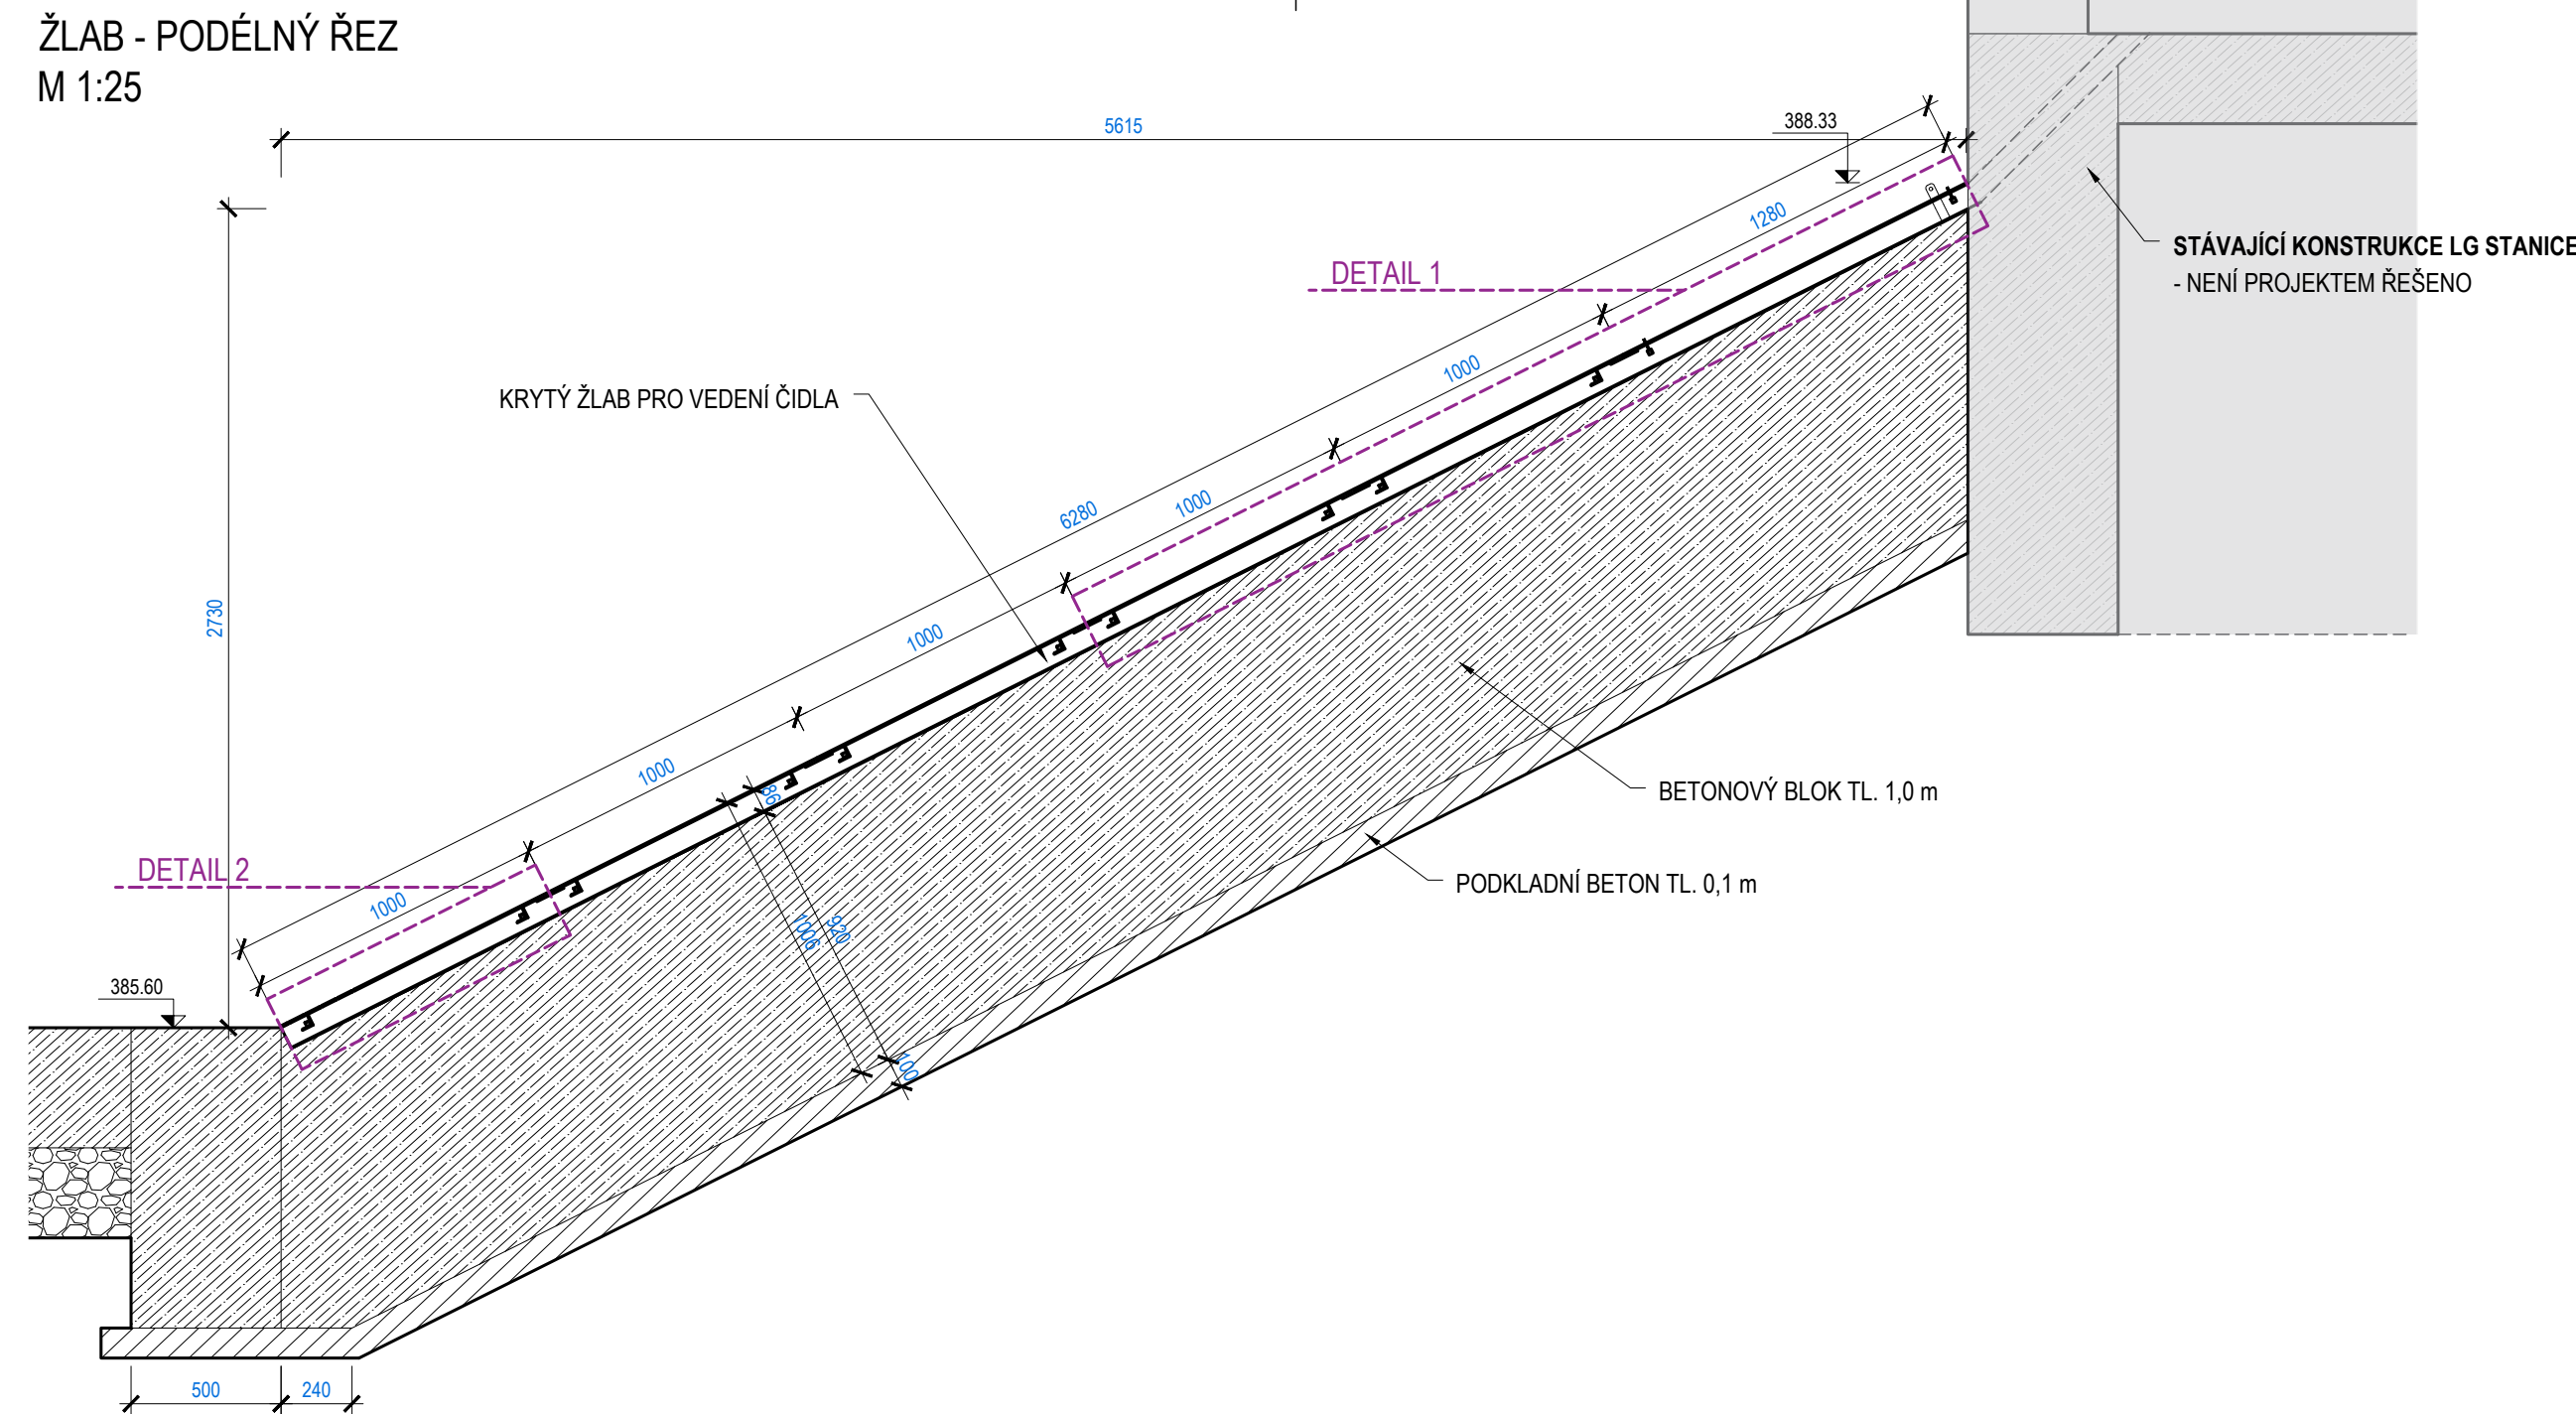 ŽLAB - PODÉLNÝ ŘEZ
M 1:25
5615
388.33
1280
STÁVAJÍCÍ KONSTRUKCE LG STANICE
- NENÍ PROJEKTEM ŘEŠENO
DETAIL 1
1000
KRYTÝ ŽLAB PRO VEDENÍ ČIDLA
1000
6280
2730
1000
1000
86
BETONOVÝ BLOK TL. 1,0 m
DETAIL 2
PODKLADNÍ BETON TL. 0,1 m
1000
1006
920
385.60
100
500
240